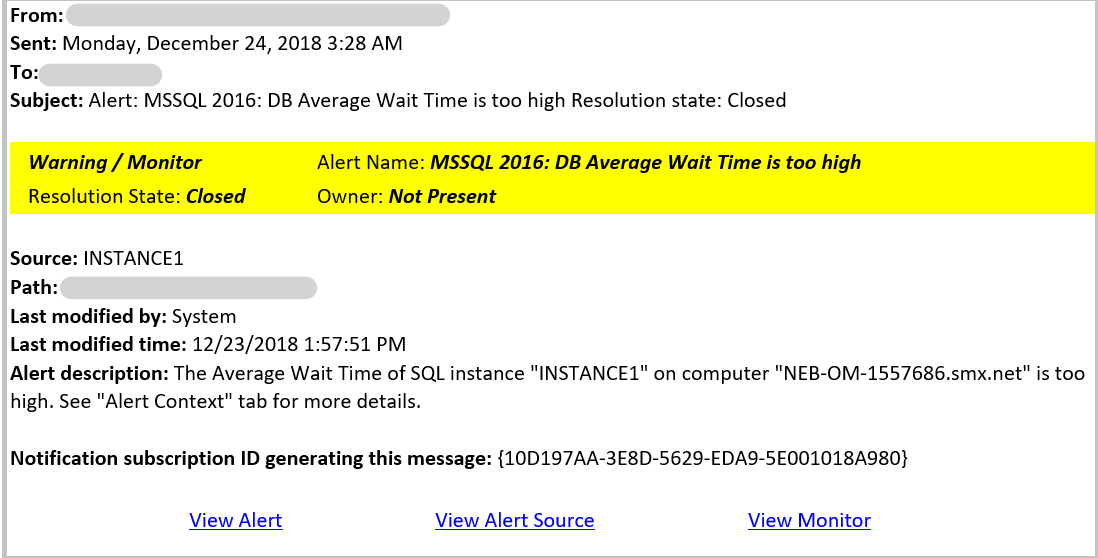 From:
Sent: Monday, December 24, 2018 3:28 AM
To:
Subject: Alert: MSSQL 2016: DB Average Wait Time is too high Resolution state: Closed
Warning / Monitor Alert Name: MSSQL 2016: DB Average Wait Time is too high
Resolution State: Closed Owner: Not Present
Source: INSTANCE1
Path:
Last modified by: System
Last modified time: 12/23/2018 1:57:51 PM
Alert description: The Average Wait Time of SQL instance "INSTANCE1" on computer "NEB-OM-1557686.smx.net" is too
high. See "Alert Context" tab for more details.
Notification subscription ID generating this message: {10D197AA-3E8D-5629-EDA9-5E001018A980}
View Alert View Alert Source View Monitor